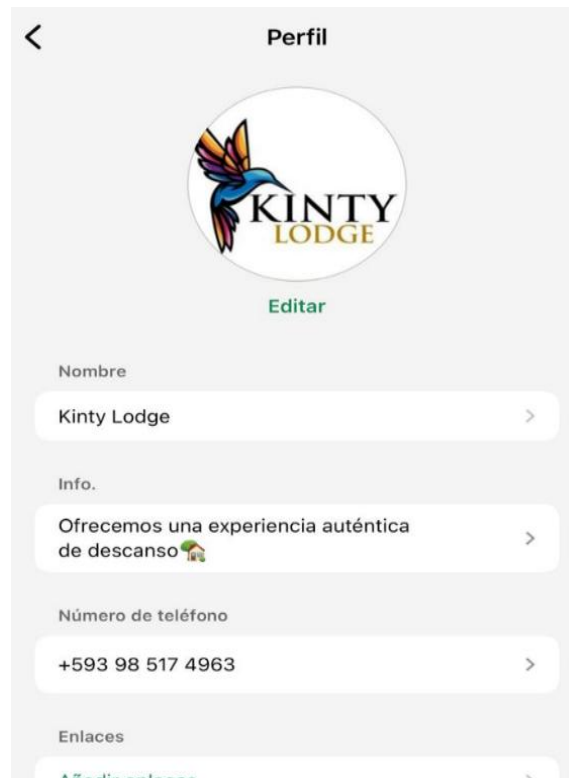 Perfil
KINTY
LODGE
Editar
Nombre
Kinty Lodge
Info.
Ofrecemos una experiencia auténtica
de descanso🏡
Número de teléfono
+593 98 517 4963
Enlaces